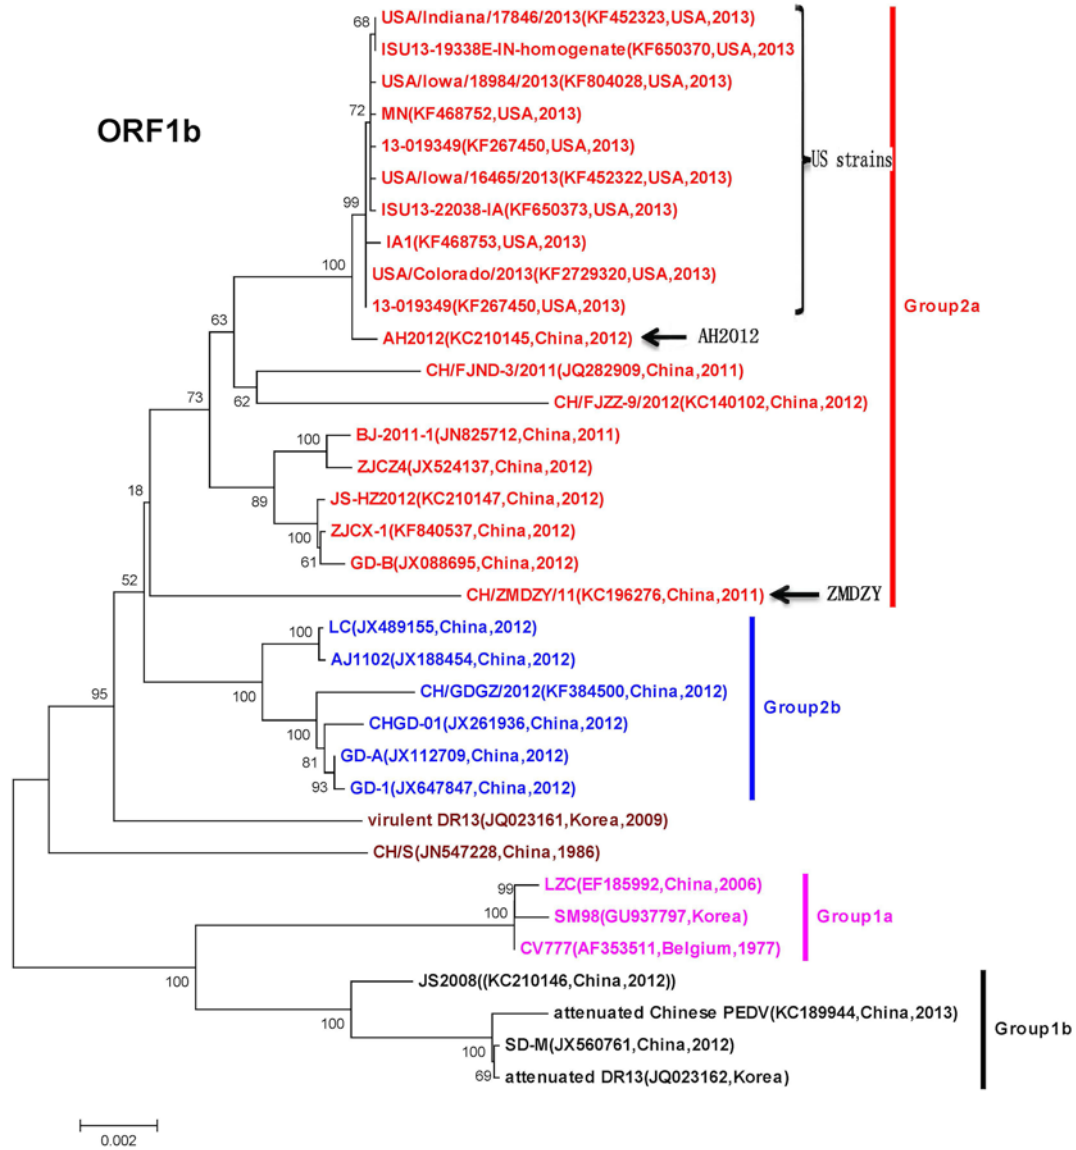 68
USA/Indiana/17846/2013(KF452323,USA,2013)
ISU13-19338E-IN-homogenate(KF650370,USA,2013
USA/Iowa/18984/2013(KF804028,USA,2013)
72
MN(KF468752,USA,2013)
ORF1b
13-019349(KF267450,USA,2013)
US strains
USA/Iowa/16465/2013(KF452322,USA,2013)
99
ISU13-22038-IA(KF650373,USA,2013)
IA1(KF468753,USA,2013)
100
USA/Colorado/2013(KF2729320,USA,2013)
13-019349(KF267450,USA,2013)
Group2a
63
AH2012(KC210145,China,2012)
AH2012
CH/FJND-3/2011(JQ282909,China,2011)
73
62
CH/FJZZ-9/2012(KC140102,China,2012)
100
BJ-2011-1(JN825712,China,2011)
ZJCZ4(JX524137,China,2012)
18
89
JS-HZ2012(KC210147,China,2012)
100
ZJCX-1(KF840537,China,2012)
61
GD-B(JX088695,China,2012)
52
CH/ZMDZY/11(KC196276,China,2011)
ZMDZY
100
LC(JX489155,China,2012)
AJ1102(JX188454,China,2012)
95
100
CH/GDGZ/2012(KF384500,China,2012)
Group2b
100
CHGD-01(JX261936,China,2012)
81
GD-A(JX112709,China,2012)
93
GD-1(JX647847,China,2012)
virulent DR13(JQ023161,Korea,2009)
CH/S(JN547228,China,1986)
99
LZC(EF185992,China,2006)
100
SM98(GU937797,Korea)
Group1a
CV777(AF353511,Belgium,1977)
100
JS2008((KC210146,China,2012))
100
attenuated Chinese PEDV(KC189944,China,2013)
Group1b
100
SD-M(JX560761,China,2012)
69
attenuated DR13(JQ023162,Korea)
0.002